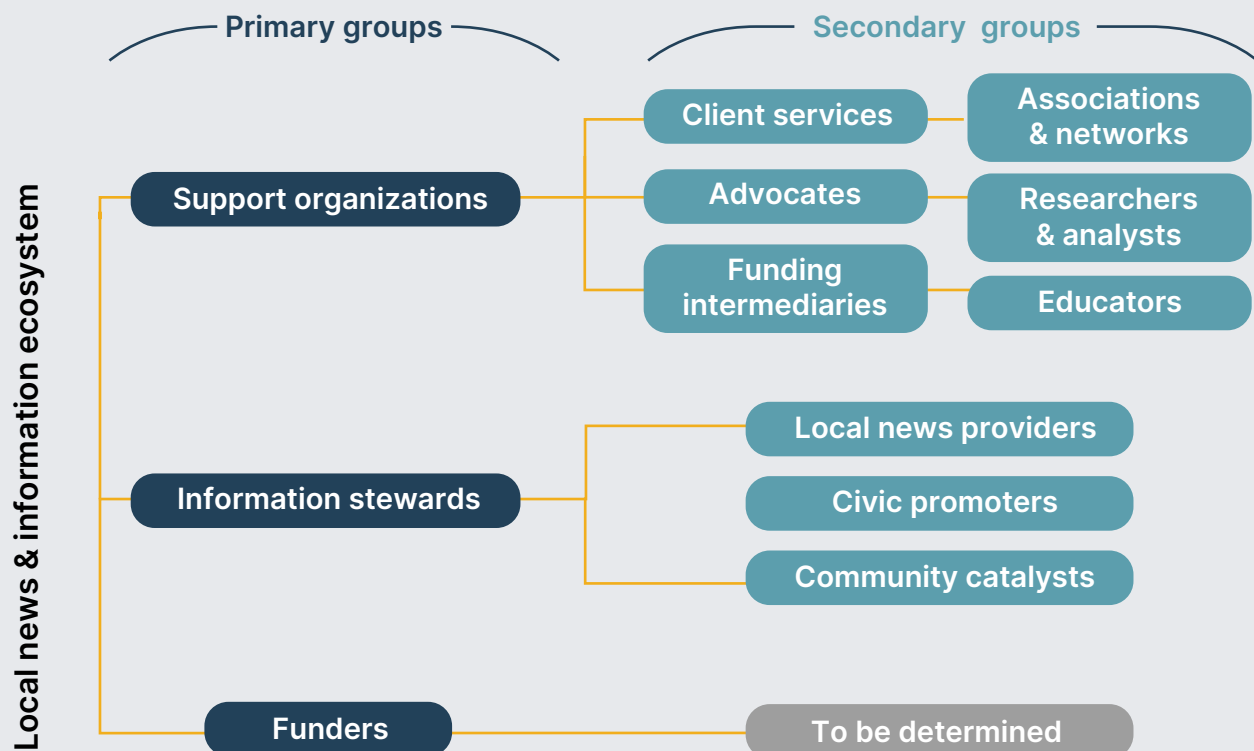 Primary groups
Secondary groups
Local news & information ecosystem
Support organizations
Client services
Associations
& networks
Advocates
Researchers
& analysts
Funding
intermediaries
Educators
Information stewards
Local news providers
Civic promoters
Community catalysts
Funders
To be determined